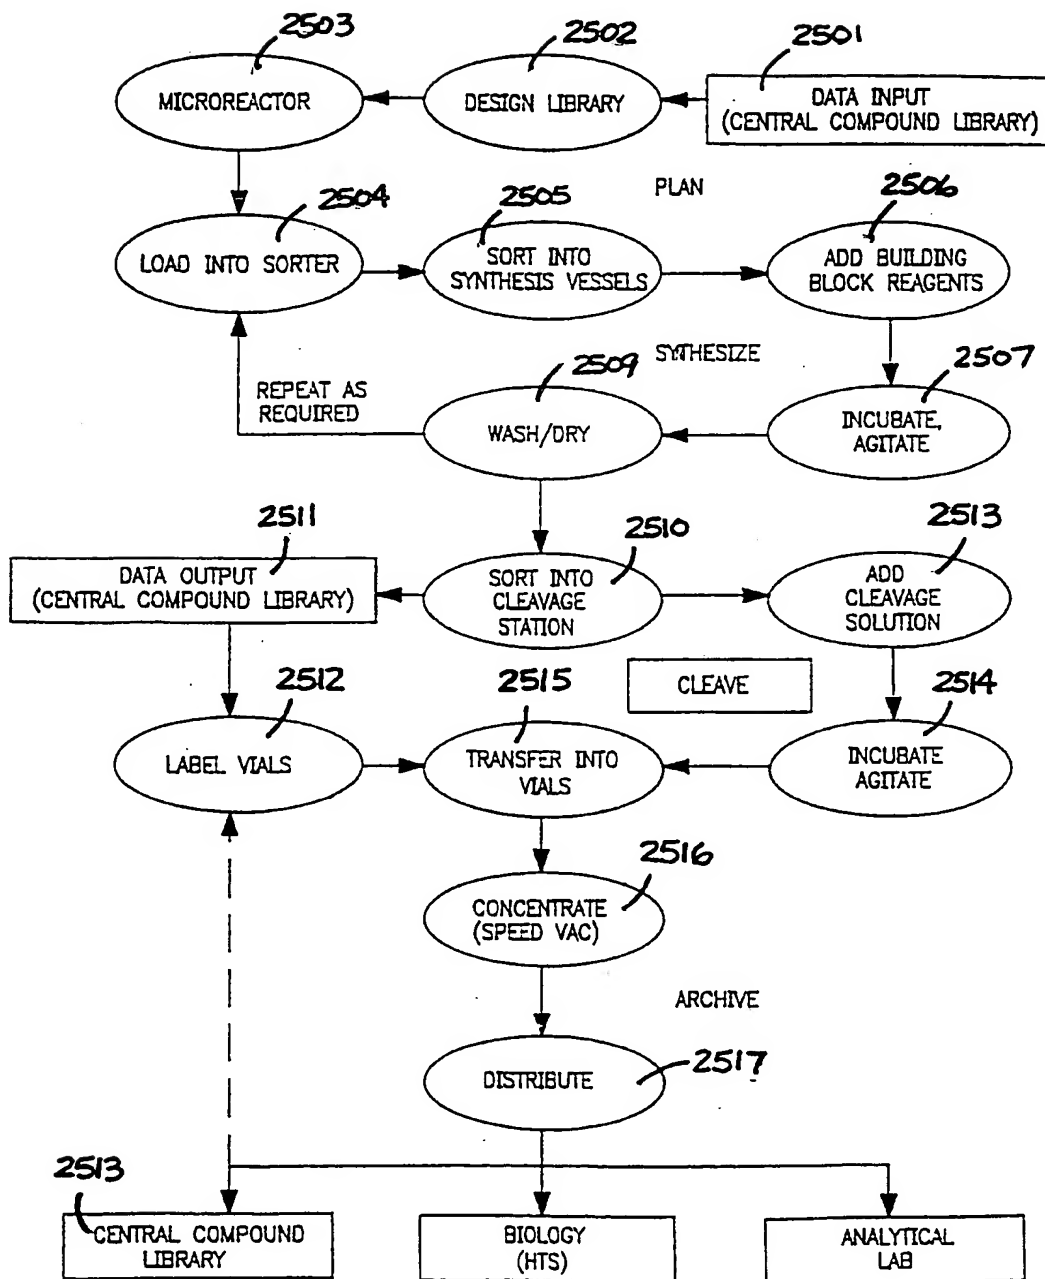 2503
2502
2501
MICROREACTOR
DESIGN LIBRARY
DATA INPUT
(CENTRAL COMPOUND LIBRARY)
PLAN
2504
2505
2506
LOAD INTO SORTER
SORT INTO
SYNTHESIS VESSELS
ADD BUILDING
BLOCK REAGENTS
SYTHESIZE
2509
2507
REPEAT AS
REQUIRED
WASH/DRY
INCUBATE,
AGITATE
2511
2510
2513
DATA OUTPUT
(CENTRAL COMPOUND LIBRARY)
SORT INTO
CLEAVAGE
STATION
ADD
CLEAVAGE
SOLUTION
CLEAVE
2512
2515
2514
LABEL VIALS
TRANSFER INTO
VIALS
INCUBATE
AGITATE
2516
CONCENTRATE
(SPEED VAC)
ARCHIVE
2517
DISTRIBUTE
2513
CENTRAL COMPOUND
LIBRARY
BIOLOGY
(HTS)
ANALYTICAL
LAB